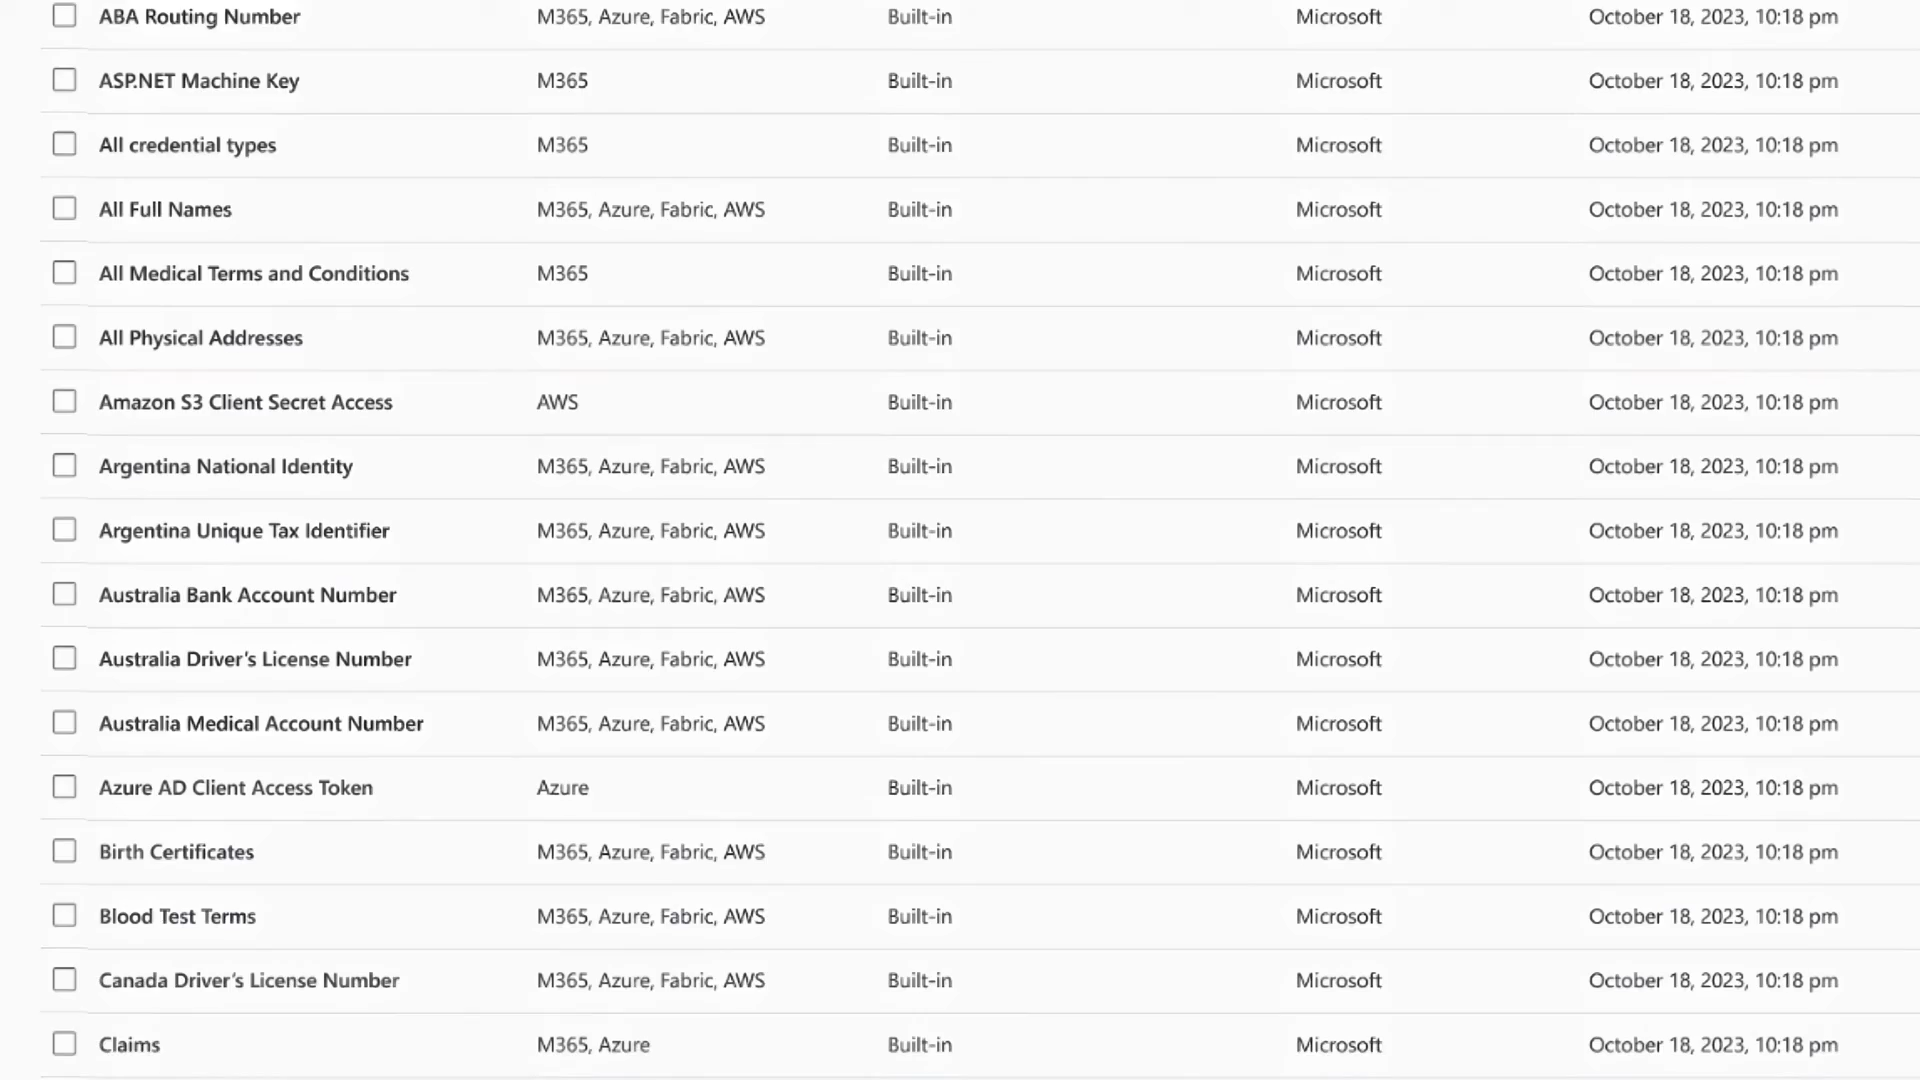 ABA Routing Number M365, Azure, Fabric, AWS Built-in Microsoft October 18, 2023, 10:18 pm
ASP.NET Machine Key M365 Built-in Microsoft October 18, 2023, 10:18 pm
All credential types M365 Built-in Microsoft October 18, 2023, 10:18 pm
All Full Names M365, Azure, Fabric, AWS Built-in Microsoft October 18, 2023, 10:18 pm
All Medical Terms and Conditions M365 Built-in Microsoft October 18, 2023, 10:18 pm
All Physical Addresses M365, Azure, Fabric, AWS Built-in Microsoft October 18, 2023, 10:18 pm
Amazon S3 Client Secret Access AWS Built-in Microsoft October 18, 2023, 10:18 pm
Argentina National Identity M365, Azure, Fabric, AWS Built-in Microsoft October 18, 2023, 10:18 pm
Argentina Unique Tax Identifier M365, Azure, Fabric, AWS Built-in Microsoft October 18, 2023, 10:18 pm
Australia Bank Account Number M365, Azure, Fabric, AWS Built-in Microsoft October 18, 2023, 10:18 pm
Australia Driver’s License Number M365, Azure, Fabric, AWS Built-in Microsoft October 18, 2023, 10:18 pm
Australia Medical Account Number M365, Azure, Fabric, AWS Built-in Microsoft October 18, 2023, 10:18 pm
Azure AD Client Access Token Azure Built-in Microsoft October 18, 2023, 10:18 pm
Birth Certificates M365, Azure, Fabric, AWS Built-in Microsoft October 18, 2023, 10:18 pm
Blood Test Terms M365, Azure, Fabric, AWS Built-in Microsoft October 18, 2023, 10:18 pm
Canada Driver’s License Number M365, Azure, Fabric, AWS Built-in Microsoft October 18, 2023, 10:18 pm
Claims M365, Azure Built-in Microsoft October 18, 2023, 10:18 pm